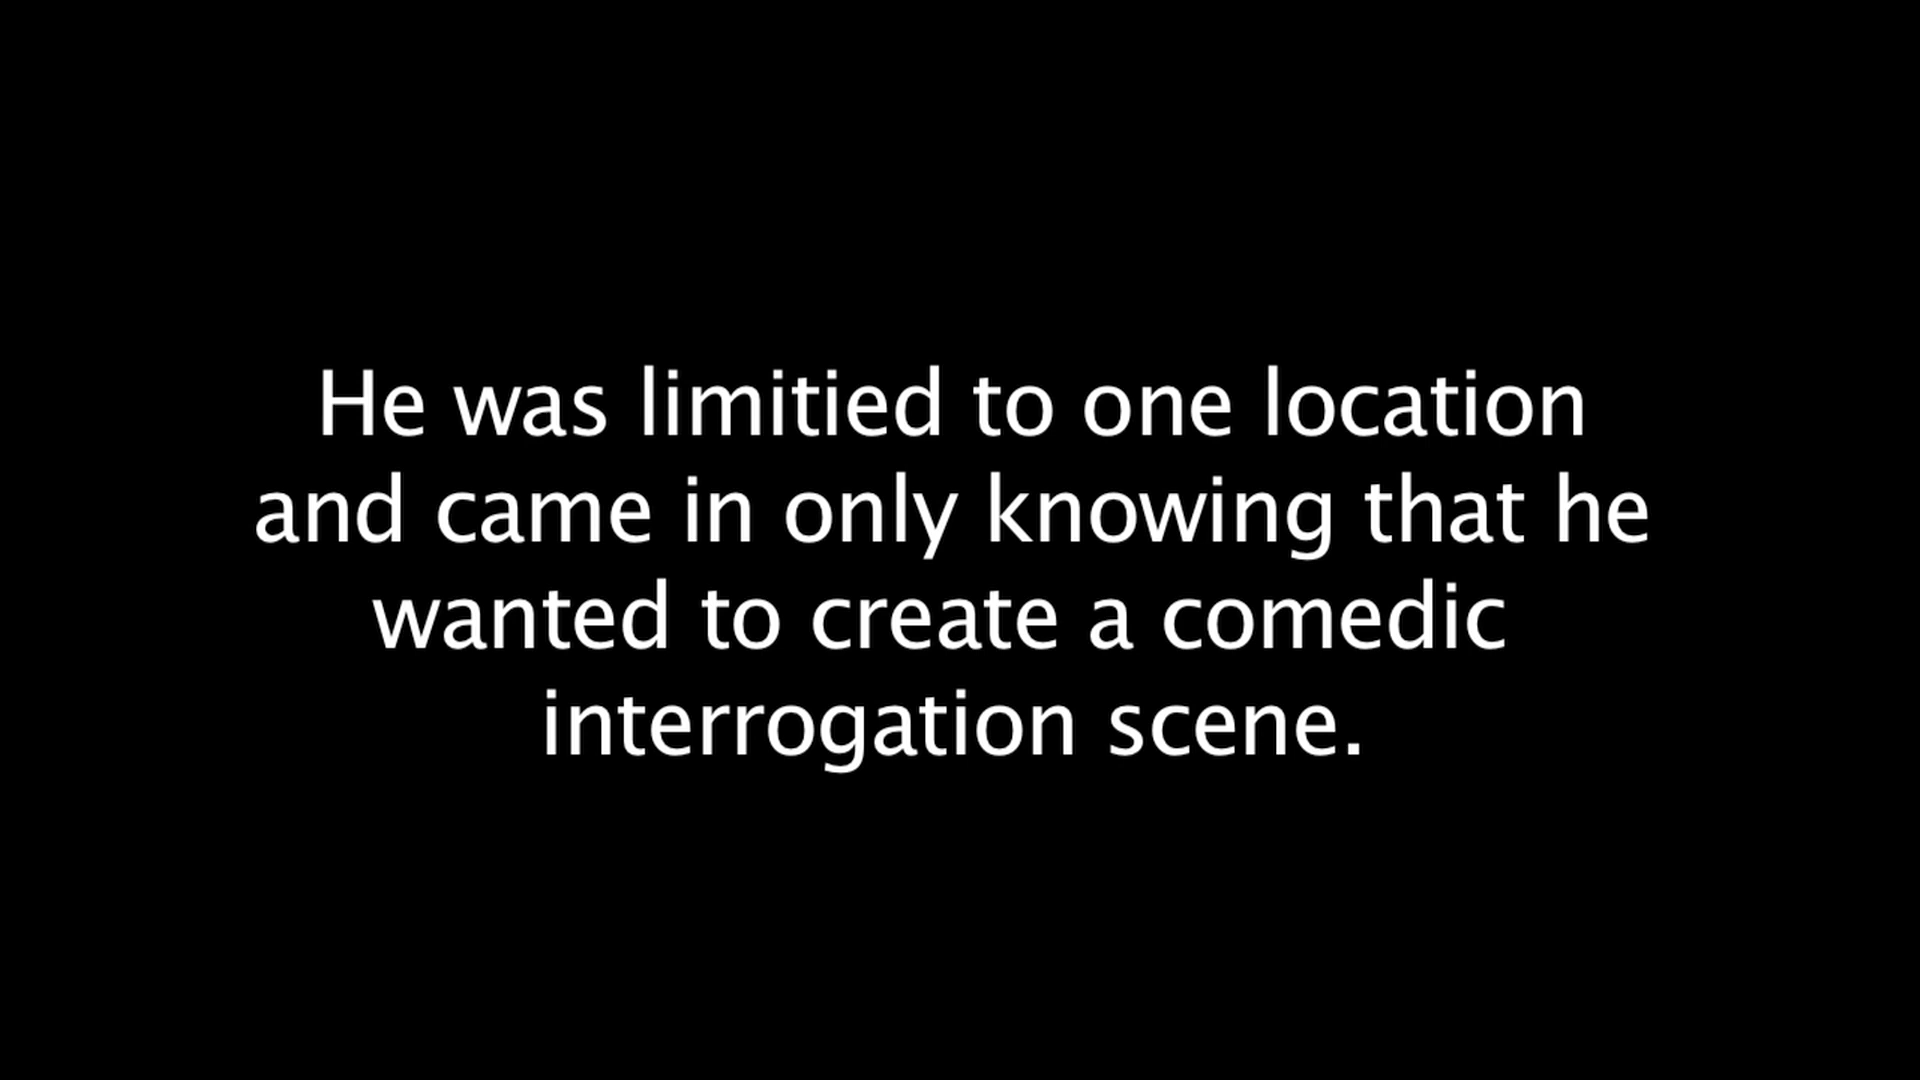 He was limitied to one location
and came in only knowing that he
wanted to create a comedic
interrogation scene.